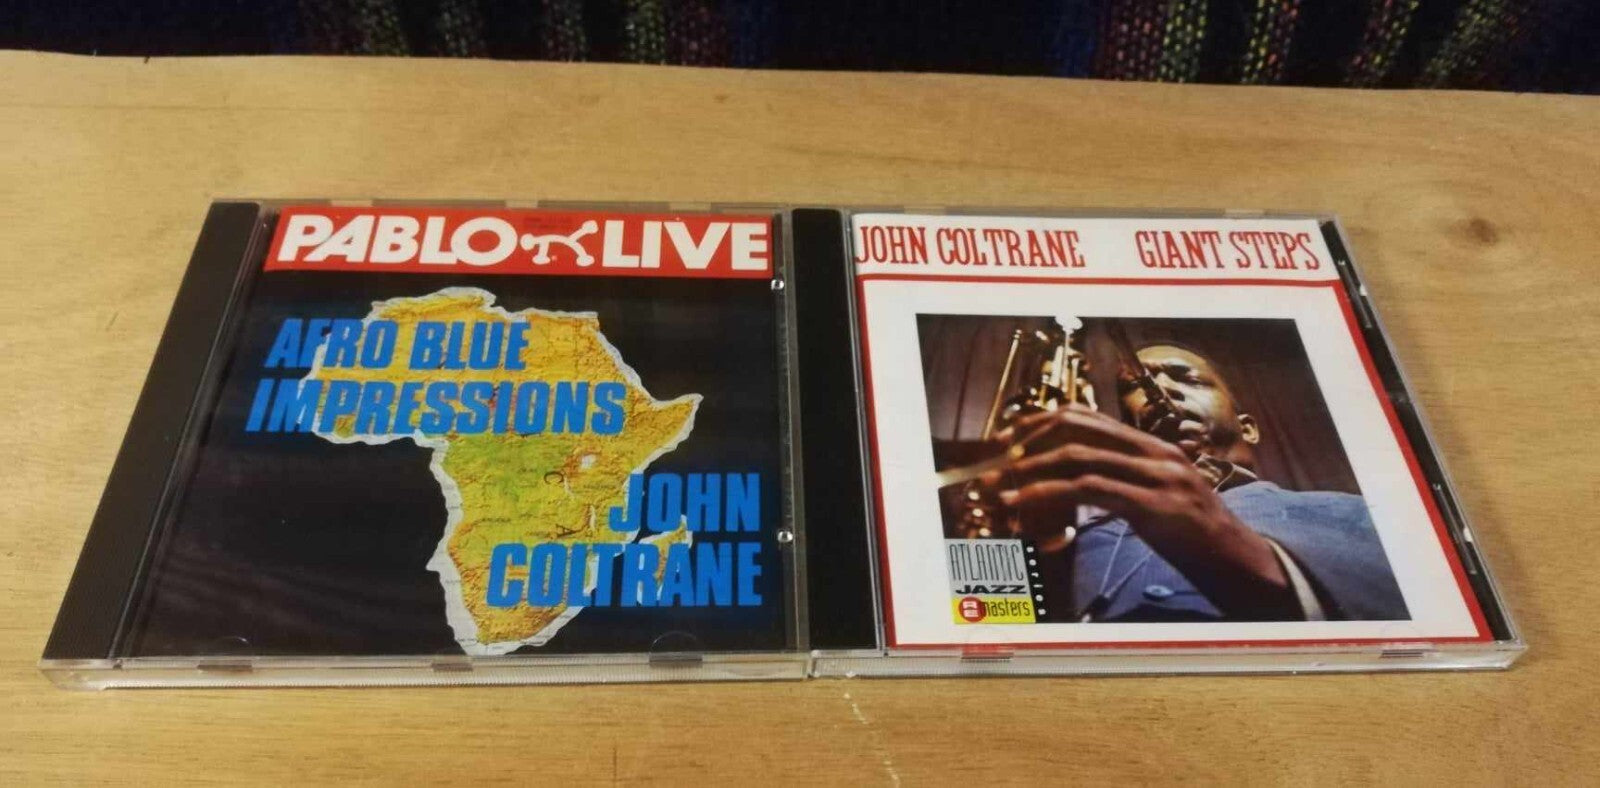 PABLO LIVE
AFRO BLUE
IMPRESSIONS
JOHN
COLTRANE
JOHN COLTRANE GIANT STEPS
ATLANTIC
JAZZ
series
RE masters